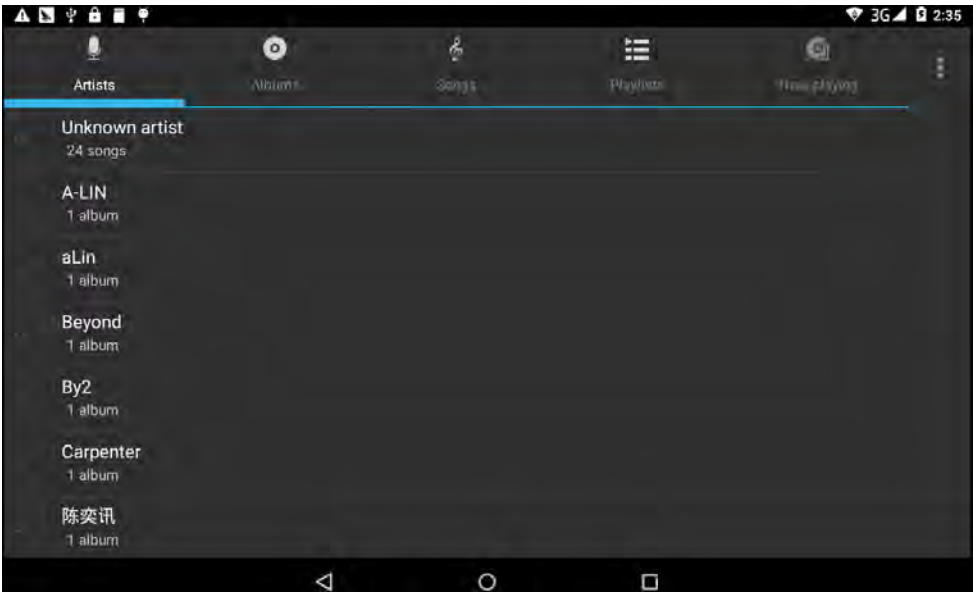 3G 2:35
Artists Albums Songs Playlists Now playing
Unknown artist
24 songs
A-LIN
1 album
aLin
1 album
Beyond
1 album
By2
1 album
Carpenter
1 album
陈奕讯
1 album